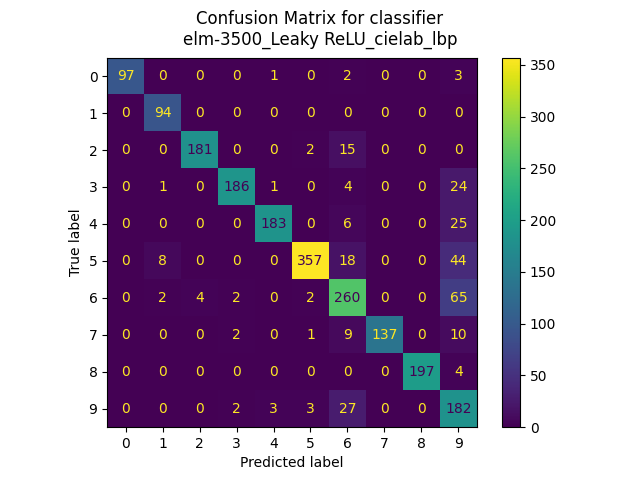 Confusion Matrix for classifier
elm-3500_Leaky ReLU_cielab_lbp
0 97 0 0 0 1 0 2 0 0 3
1 0 94 0 0 0 0 0 0 0 0
2 0 0 181 0 0 2 15 0 0 0
3 0 1 0 186 1 0 4 0 0 24
4 0 0 0 0 183 0 6 0 0 25
5 0 8 0 0 0 357 18 0 0 44
6 0 2 4 2 0 2 260 0 0 65
7 0 0 0 2 0 1 9 137 0 10
8 0 0 0 0 0 0 0 0 197 4
9 0 0 0 2 3 3 27 0 0 182
0 1 2 3 4 5 6 7 8 9
Predicted label
True label
350
300
250
200
150
100
50
0